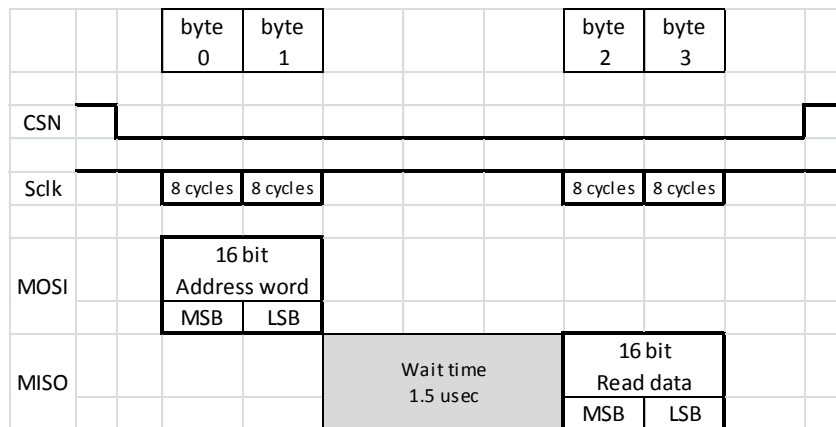 byte byte byte byte
0 1 2 3
CSN
Sclk 8 cycles 8 cycles 8 cycles 8 cycles
16 bit
MOSI Address word
MSB LSB
Wait time
1.5 usec
16 bit
MISO Read data
MSB LSB